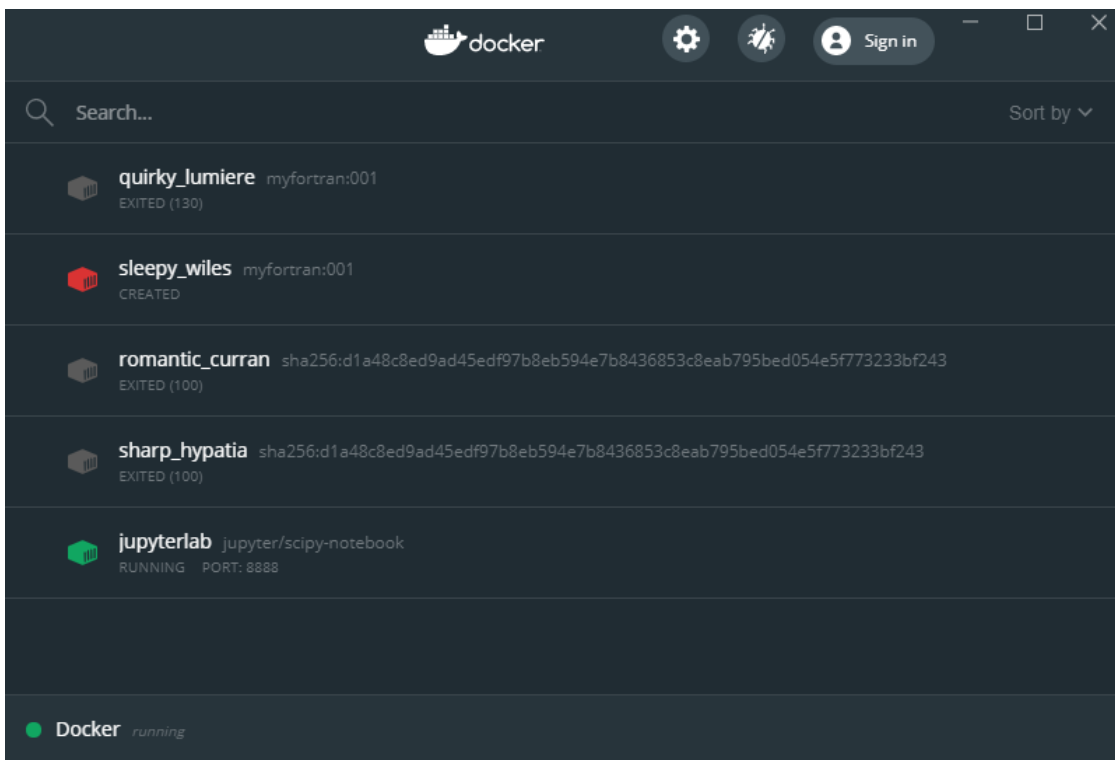 docker
Sign in
Search...
Sort by
quirky_lumiere myfortran:001
EXITED (130)
sleepy_wiles myfortran:001
CREATED
romantic_curran sha256:d1a48c8ed9ad45edf97b8eb594e7b8436853c8eab795bed054e5f773233bf243
EXITED (100)
sharp_hypatia sha256:d1a48c8ed9ad45edf97b8eb594e7b8436853c8eab795bed054e5f773233bf243
EXITED (100)
jupyterlab jupyter/scipy-notebook
RUNNING PORT: 8888
Docker running